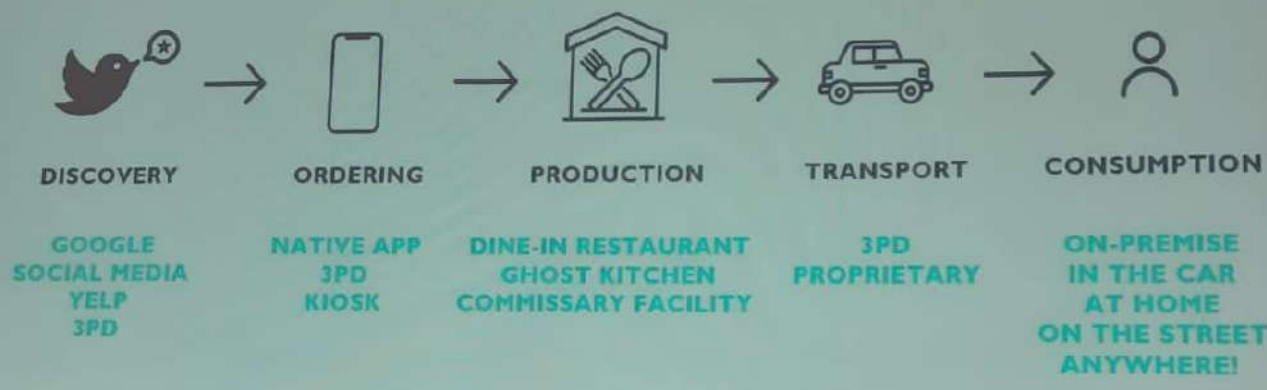 DISCOVERY
GOOGLE
SOCIAL MEDIA
YELP
3PD
ORDERING
NATIVE APP
3PD
KIOSK
PRODUCTION
DINE-IN RESTAURANT
GHOST KITCHEN
COMMISSARY FACILITY
TRANSPORT
3PD
PROPRIETARY
CONSUMPTION
ON-PREMISE
IN THE CAR
AT HOME
ON THE STREET
ANYWHERE!